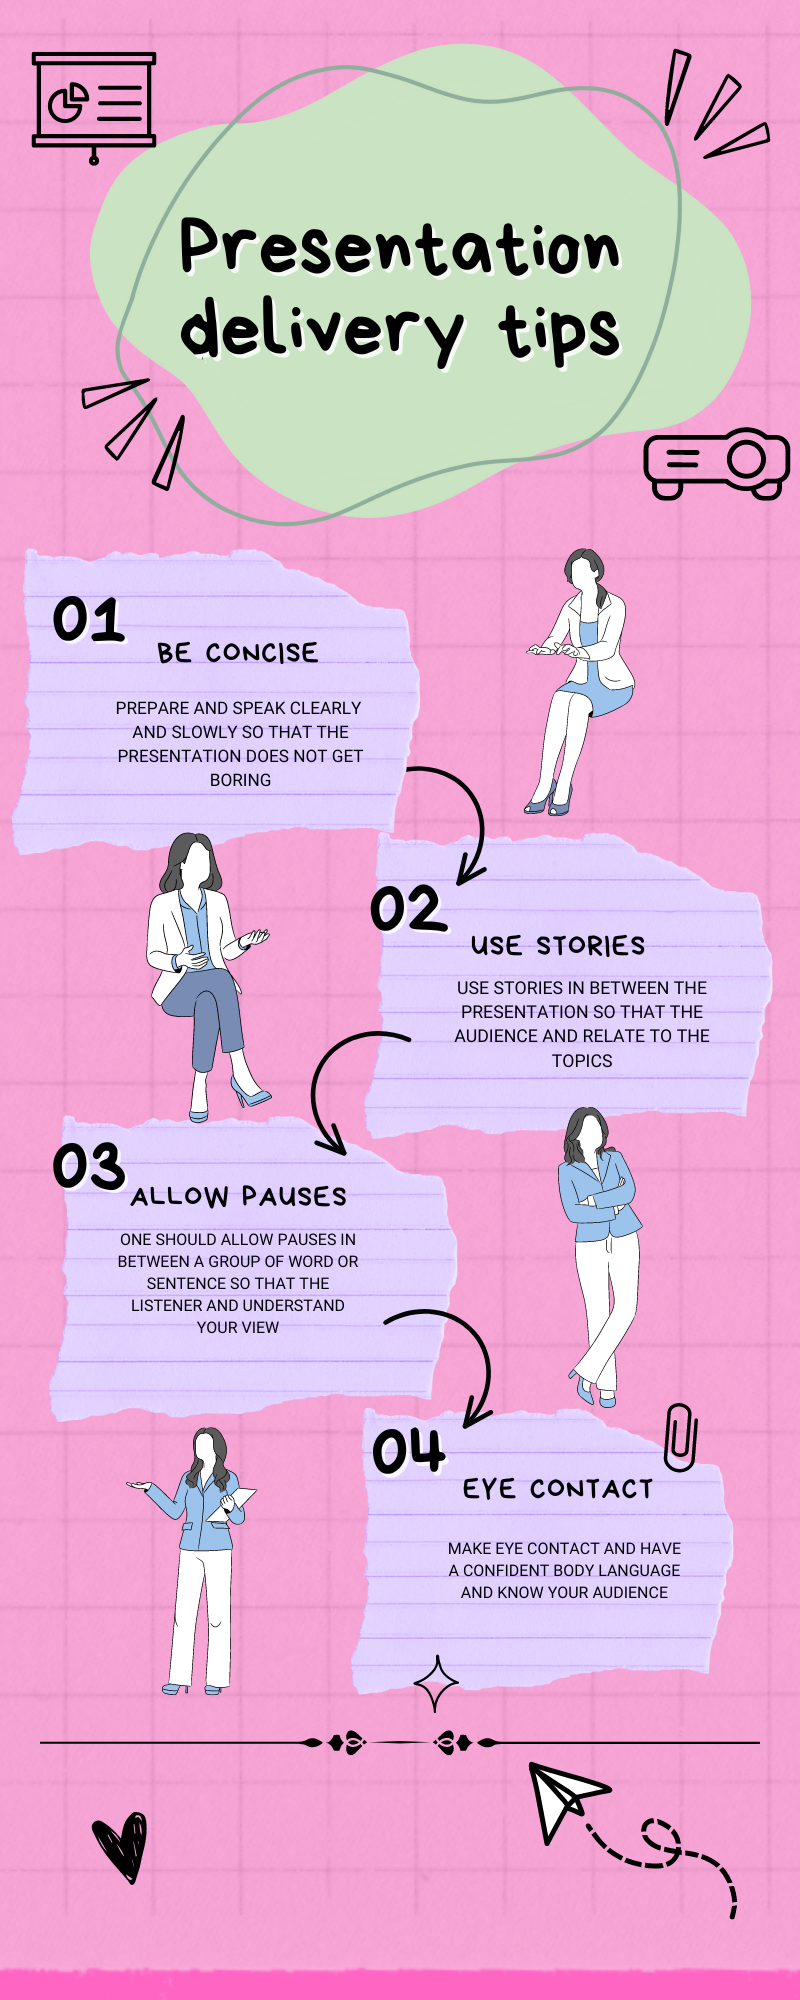 Presentation
delivery tips
01
BE CONCISE
PREPARE AND SPEAK CLEARLY
AND SLOWLY SO THAT THE
PRESENTATION DOES NOT GET
BORING
02
USE STORIES
USE STORIES IN BETWEEN THE
PRESENTATION SO THAT THE
AUDIENCE AND RELATE TO THE
TOPICS
03
ALLOW PAUSES
ONE SHOULD ALLOW PAUSES IN
BETWEEN A GROUP OF WORD OR
SENTENCE SO THAT THE
LISTENER AND UNDERSTAND
YOUR VIEW
04
EYE CONTACT
MAKE EYE CONTACT AND HAVE
A CONFIDENT BODY LANGUAGE
AND KNOW YOUR AUDIENCE